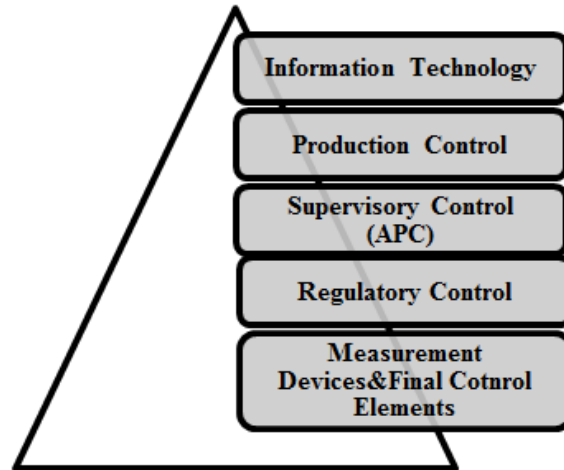 Information Technology
Production Control
Supervisory Control
(APC)
Regulatory Control
Measurement
Devices&Final Cotnrol
Elements